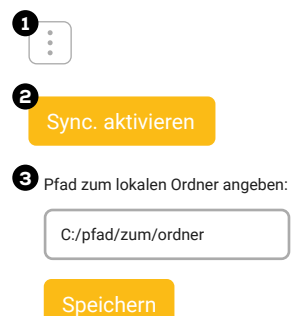 1
2
Sync. aktivieren
3 Pfad zum lokalen Ordner angeben:
C:/pfad/zum/ordner
Speichern